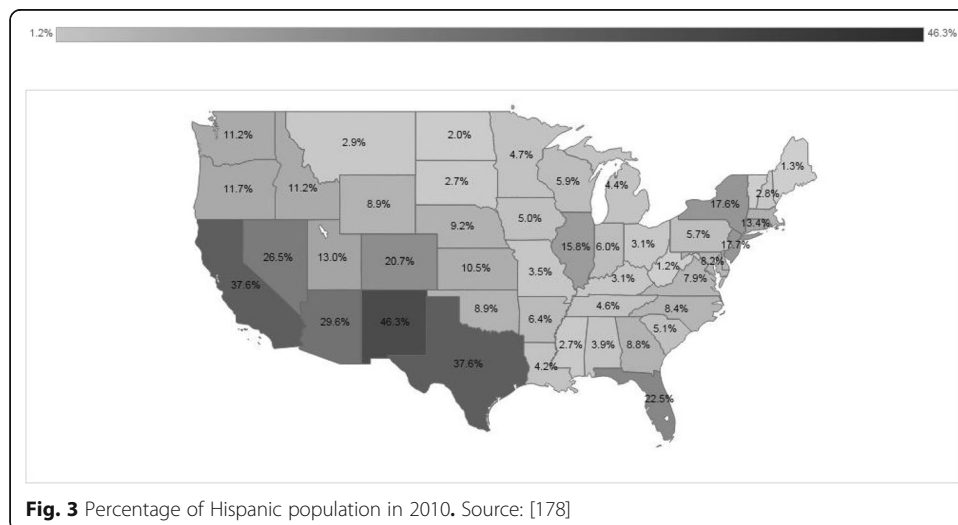 1.2% 46.3%
1.3%
11.2% 2.9% 2.0% 4.7%
5.9% 4.4% 17.6% 2.8%
11.7% 11.2% 2.7%
8.9% 13.4%
9.2% 5.0% 5.7% 17.7%
26.5% 13.0% 20.7% 15.8% 6.0% 3.1% 8.2%
37.6% 10.5% 3.5% 3.1% 1.2% 7.9%
29.6% 46.3% 8.9% 6.4% 4.6% 8.4%
5.1%
37.6% 4.2% 2.7% 3.9% 8.8%
22.5%
Fig. 3 Percentage of Hispanic population in 2010. Source: [178]